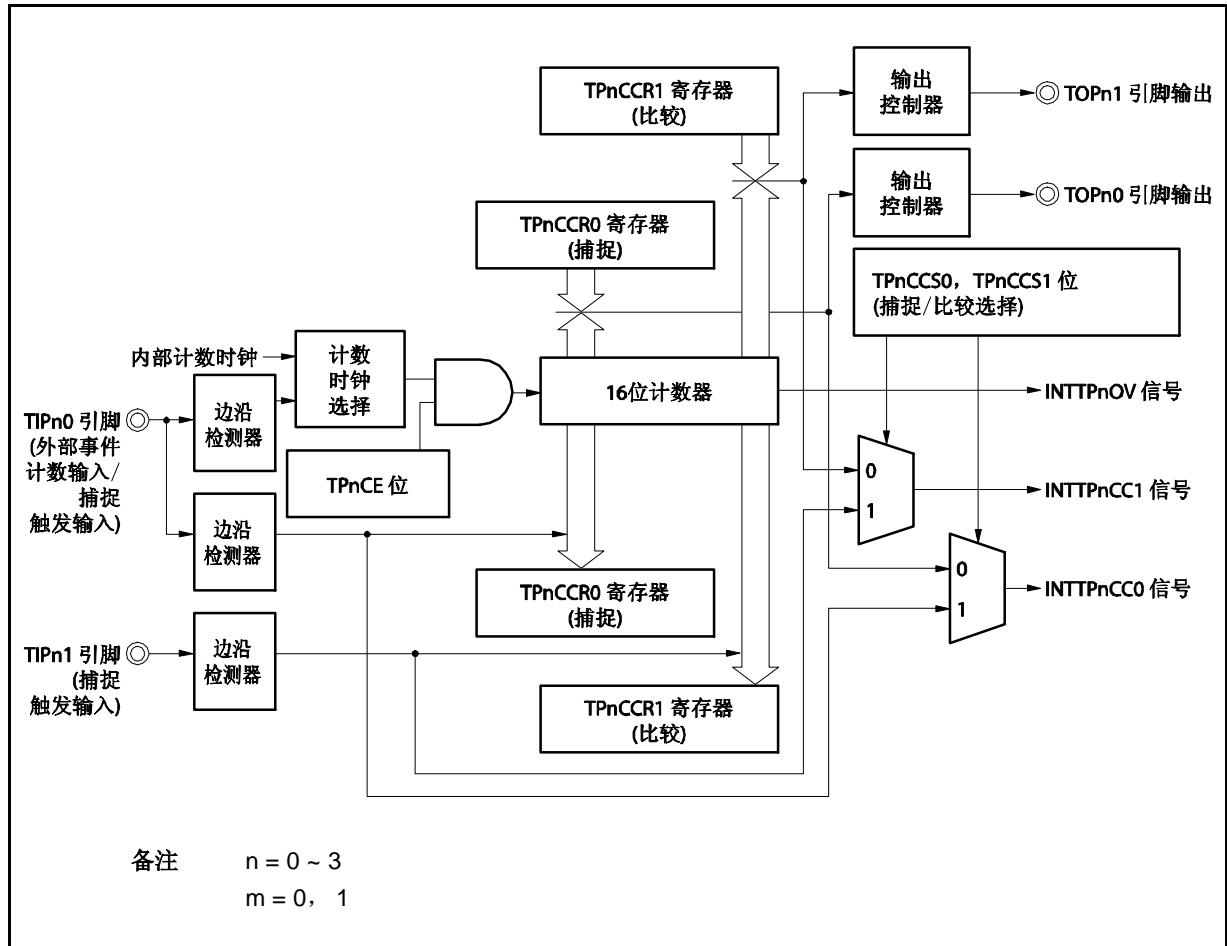 TPnCCR1 寄存器
(比较)
输出
控制器
TOPn1 引脚输出
输出
控制器
TOPn0 引脚输出
TPnCCR0 寄存器
(捕捉)
TPnCCS0，TPnCCS1 位
(捕捉/比较选择)
内部计数时钟
计数
时钟
选择
16位计数器
INTTPnOV 信号
TIPn0 引脚
(外部事件
计数输入/
捕捉
触发输入)
边沿
检测器
TPnCE 位
0
1
INTTPnCC1 信号
边沿
检测器
TPnCCR0 寄存器
(捕捉)
0
1
INTTPnCC0 信号
TIPn1 引脚
(捕捉
触发输入)
边沿
检测器
TPnCCR1 寄存器
(比较)
备注 n = 0 ~ 3
m = 0， 1